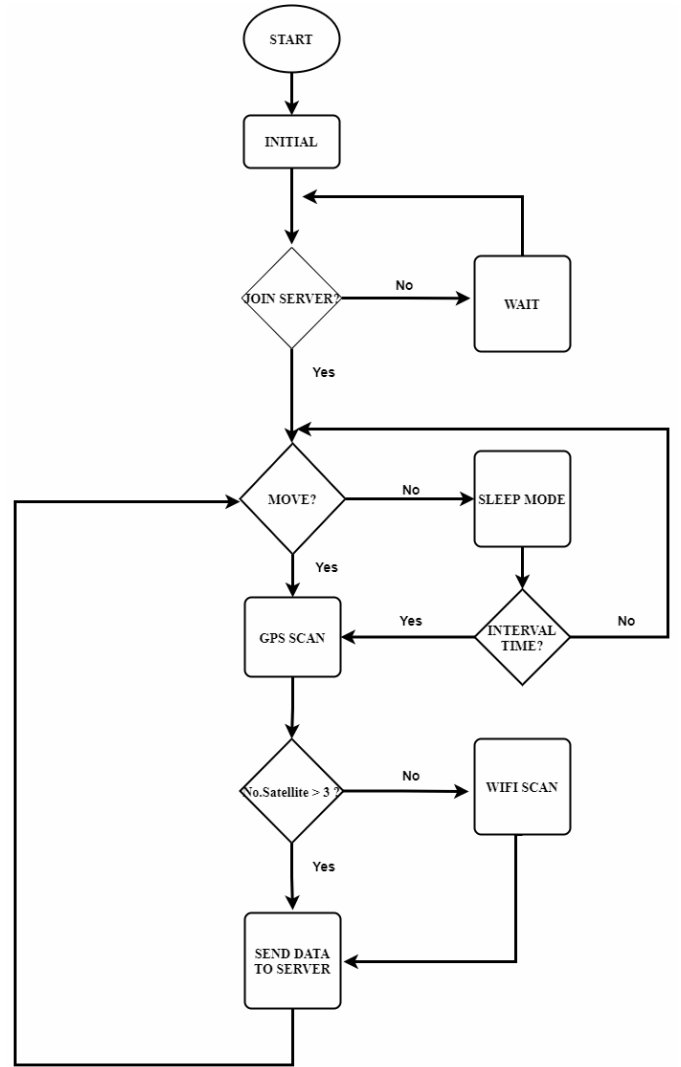 START
INITIAL
JOIN SERVER?
No
WAIT
Yes
MOVE?
No
SLEEP MODE
Yes
GPS SCAN
Yes
INTERVAL
TIME?
No
No.Satellite > 3 ?
No
WIFI SCAN
Yes
SEND DATA
TO SERVER